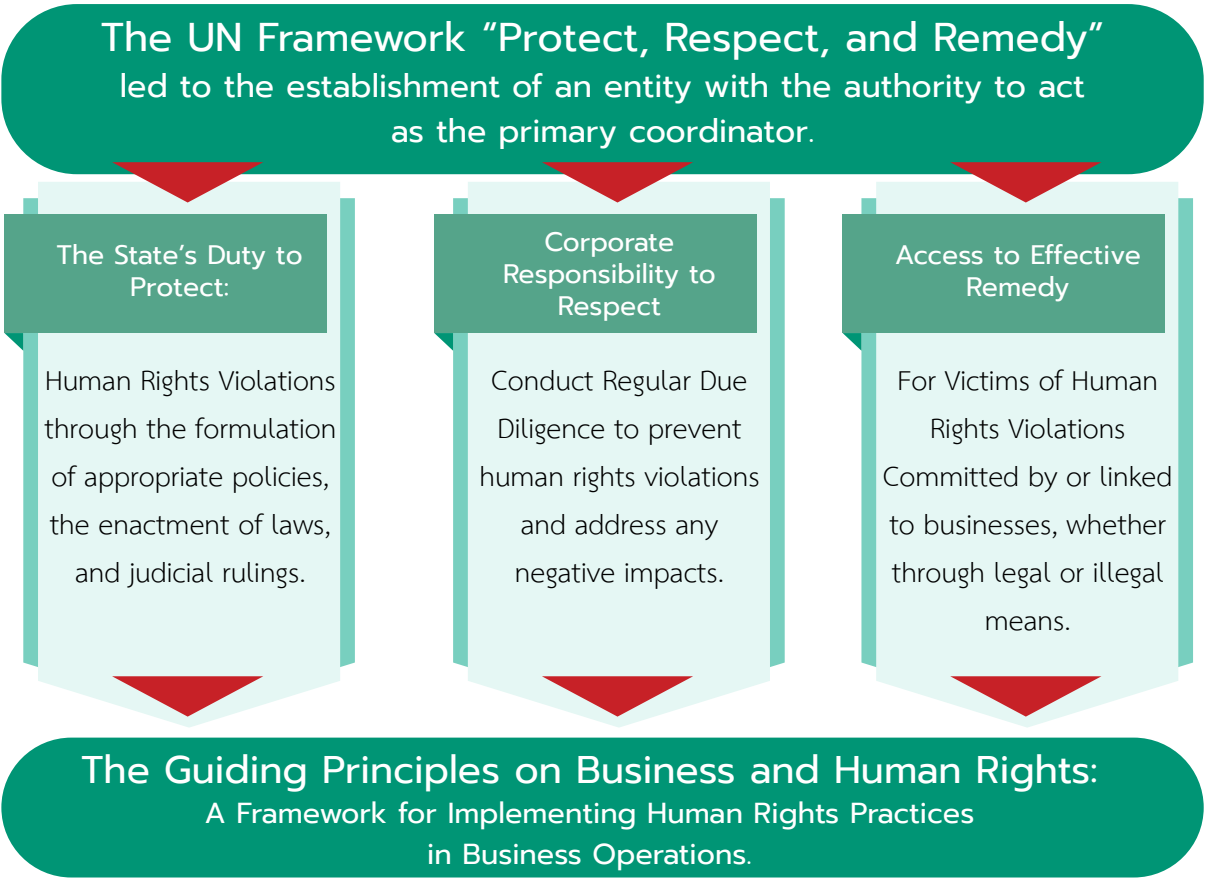 The UN Framework “Protect, Respect, and Remedy”
led to the establishment of an entity with the authority to act
as the primary coordinator.
The State’s Duty to
Protect:
Human Rights Violations
through the formulation
of appropriate policies,
the enactment of laws,
and judicial rulings.
Corporate
Responsibility to
Respect
Conduct Regular Due
Diligence to prevent
human rights violations
and address any
negative impacts.
Access to Effective
Remedy
For Victims of Human
Rights Violations
Committed by or linked
to businesses, whether
through legal or illegal
means.
The Guiding Principles on Business and Human Rights:
A Framework for Implementing Human Rights Practices
in Business Operations.